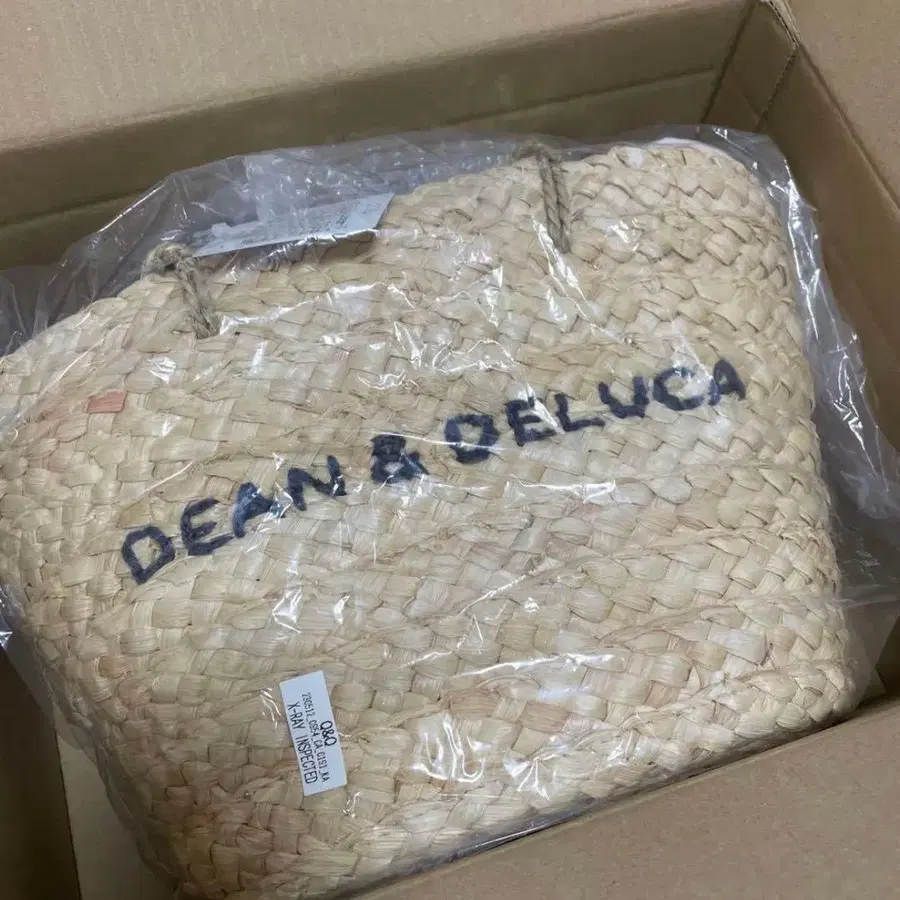 DEAN & DELUCA
Q&Q
X-RAY INSPECTED